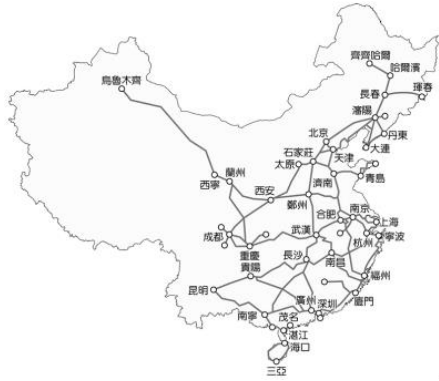 齊齊哈爾
哈爾濱
烏魯木齊
長春
琿春
瀋陽
北京
丹東
大連
天津
石家莊
太原
濟南
青島
蘭州
西寧
西安
鄭州
合肥
南京
上海
成都
武漢
杭州
寧波
重慶
貴陽
長沙
南昌
昆明
福州
廣州
深圳
廈門
南寧
茂名
湛江
海口
三亞